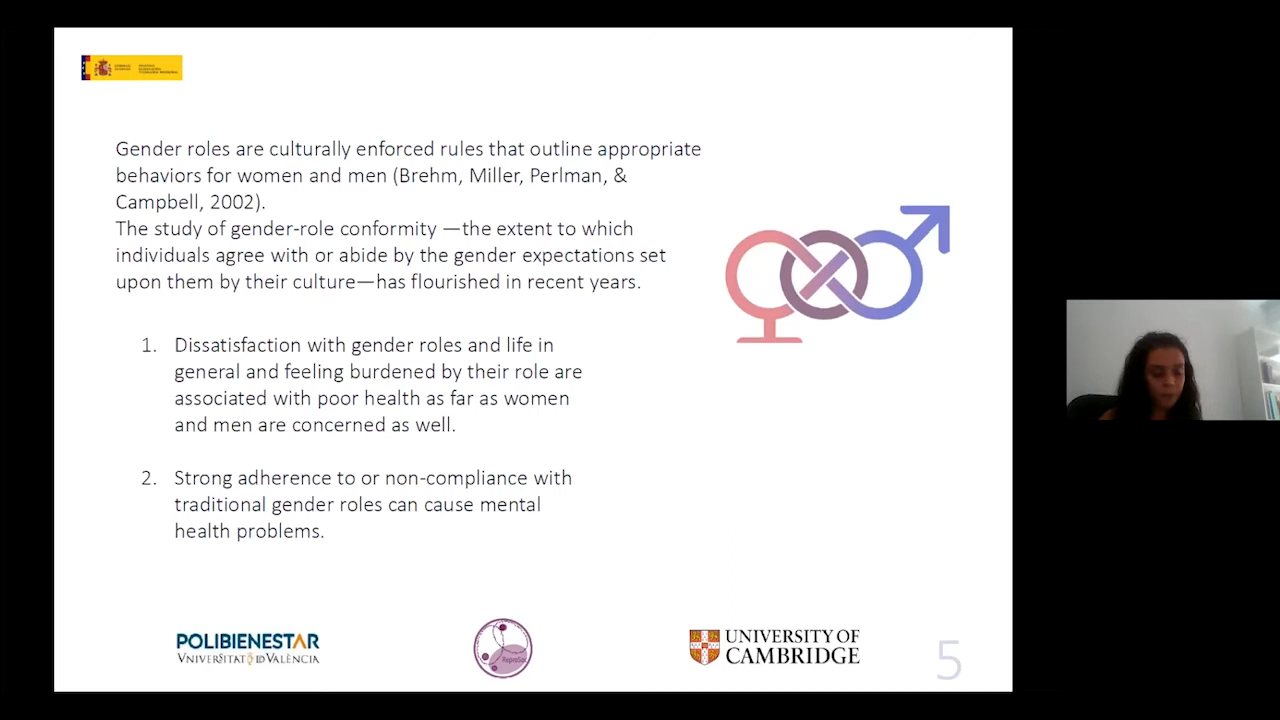 Gender roles are culturally enforced rules that outline appropriate
behaviors for women and men (Brehm, Miller, Perlman, &
Campbell, 2002).
The study of gender-role conformity —the extent to which
individuals agree with or abide by the gender expectations set
upon them by their culture—has flourished in recent years.
1. Dissatisfaction with gender roles and life in
general and feeling burdened by their role are
associated with poor health as far as women
and men are concerned as well.
2. Strong adherence to or non-compliance with
traditional gender roles can cause mental
health problems.
POLIBIENESTAR
VNIVERSITAT ID VALÈNCIA
UNIVERSITY OF
CAMBRIDGE
5